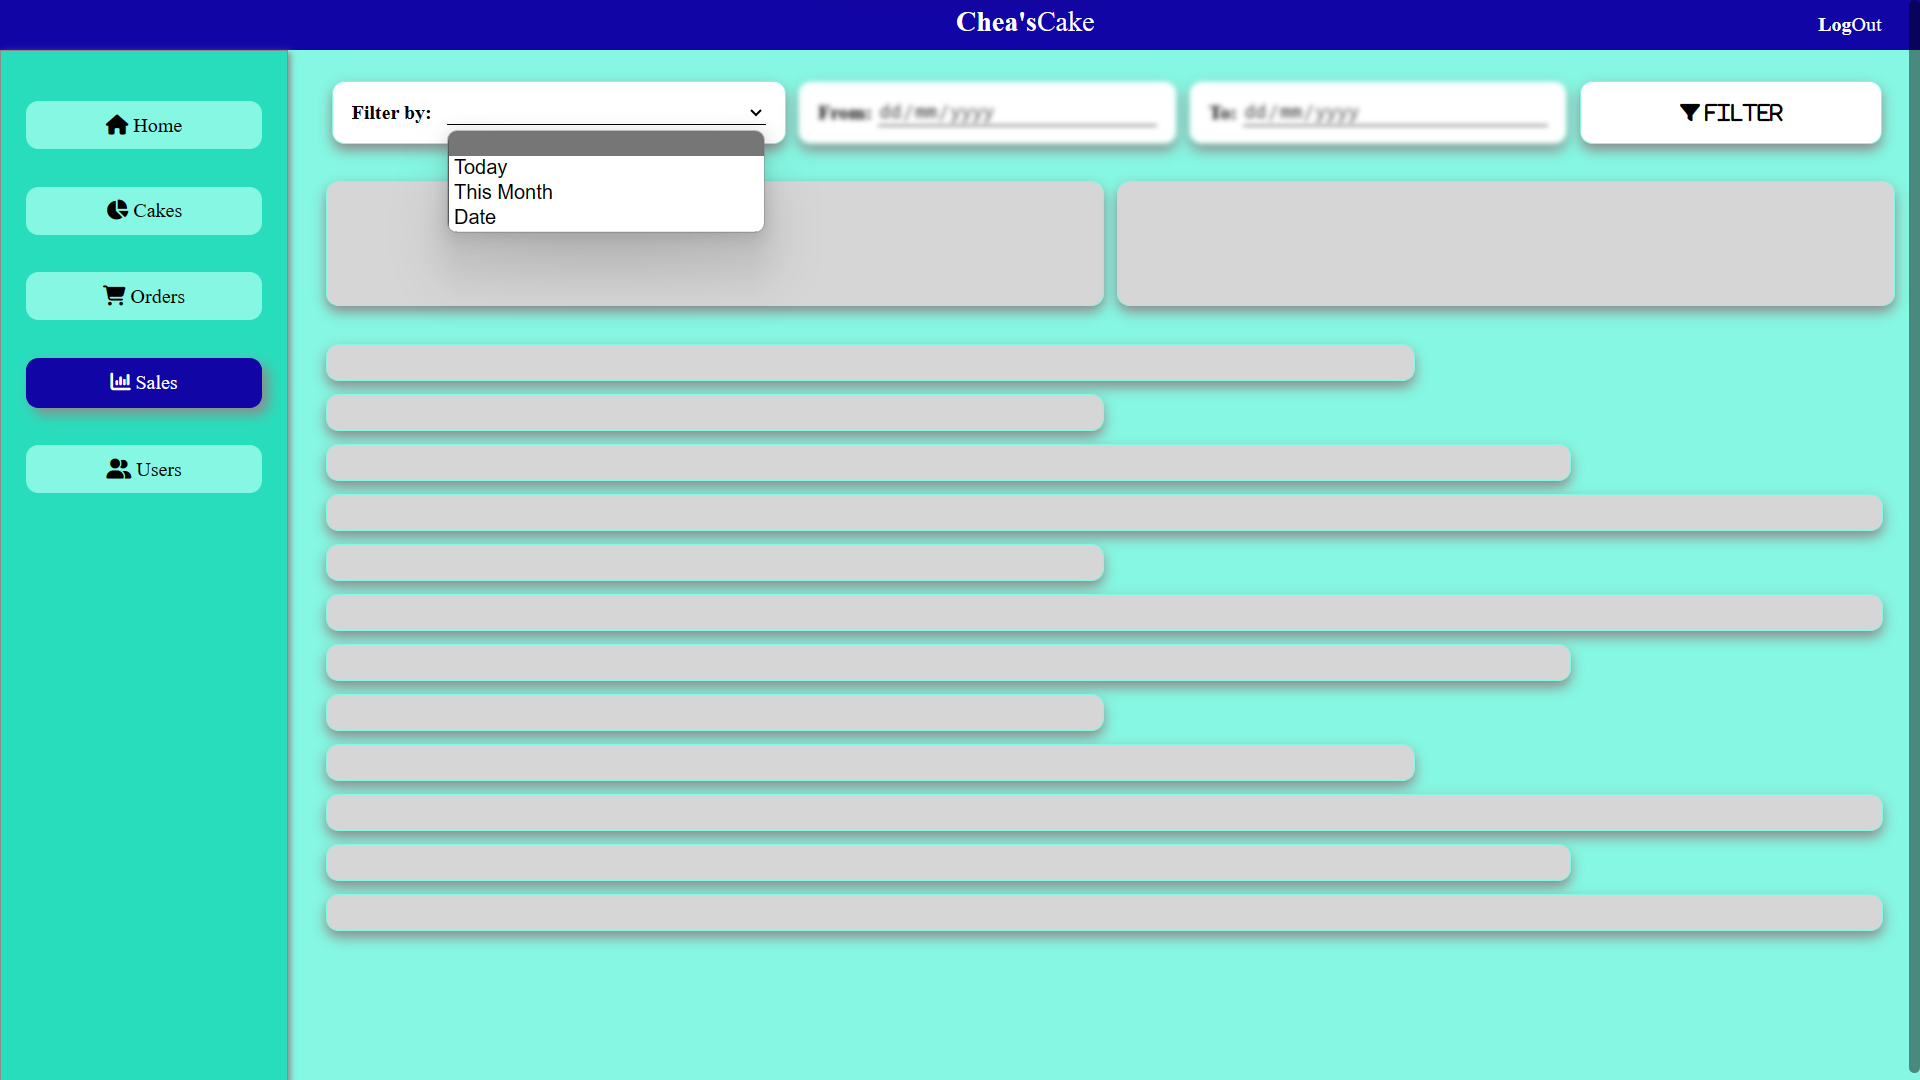 Chea'sCake
LogOut
Home
Cakes
Orders
Sales
Users
Filter by:
Today
This Month
Date
From: dd/mm/yyyy
To: dd/mm/yyyy
FILTER